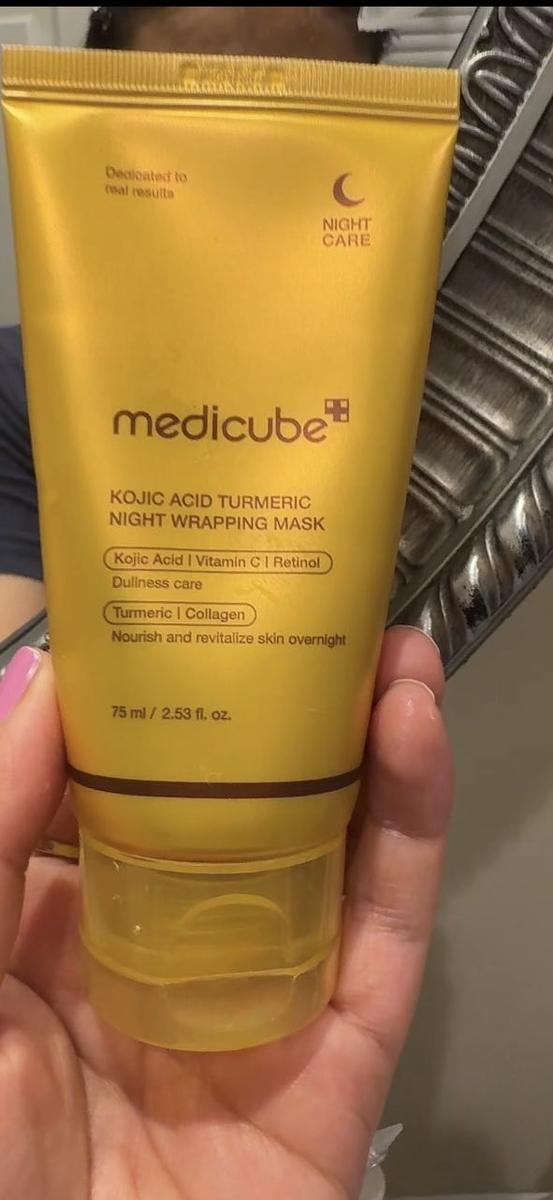 Dedicated to
real results
NIGHT
CARE
medicube
KOJIC ACID TURMERIC
NIGHT WRAPPING MASK
Kojic Acid | Vitamin C | Retinol
Dullness care
Turmeric | Collagen
Nourish and revitalize skin overnight
75 ml / 2.53 fl. oz.